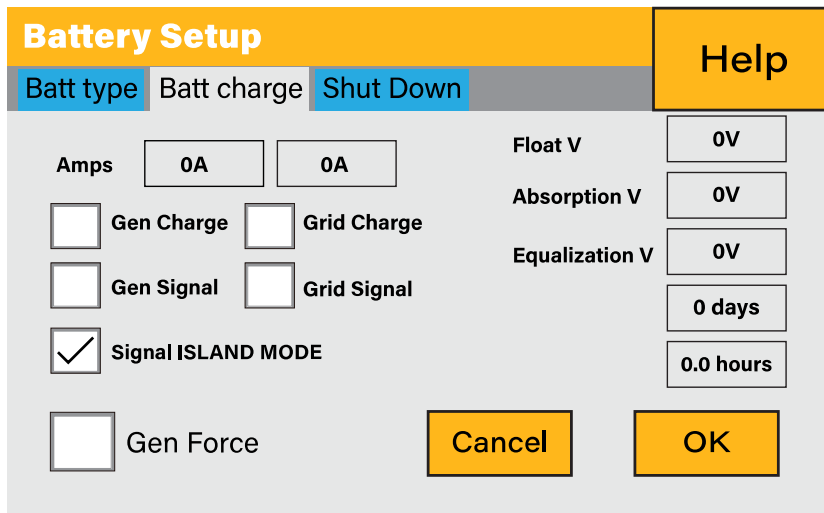 Battery Setup
Help
Batt type Batt charge Shut Down
Amps 0A 0A
Float V 0V
Absorption V 0V
Gen Charge Grid Charge
Equalization V 0V
Gen Signal Grid Signal
0 days
Signal ISLAND MODE
0.0 hours
Gen Force
Cancel
OK